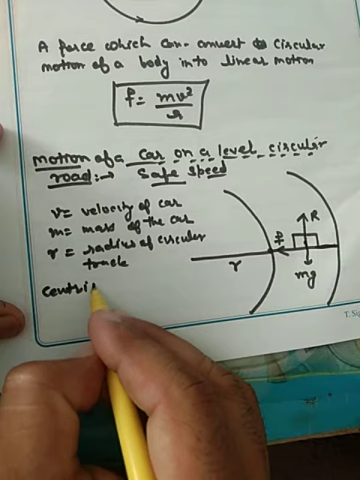 A force which can convert circular
motion of a body into linear motion
F = mv²/r
motion of a car on a level circular
road:→ Safe speed
v = velocity of car
m = mass of the car
r = radius of circular
track
centri
r
F
R
mg